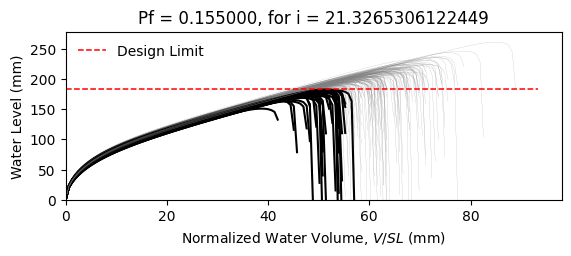 Pf = 0.155000, for i = 21.3265306122449
Water Level (mm)
250
200
150
100
50
0
Design Limit
0 20 40 60 80
Normalized Water Volume, V/SL (mm)